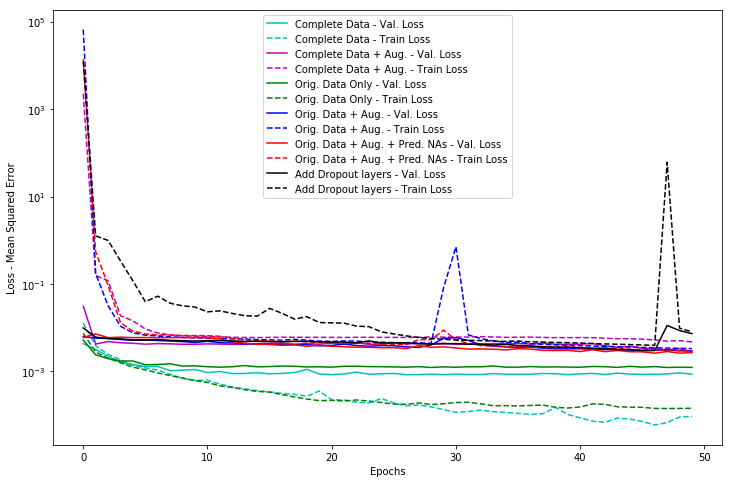 Complete Data - Val. Loss
Complete Data - Train Loss
Complete Data + Aug. - Val. Loss
Complete Data + Aug. - Train Loss
Orig. Data Only - Val. Loss
Orig. Data Only - Train Loss
Orig. Data + Aug. - Val. Loss
Orig. Data + Aug. - Train Loss
Orig. Data + Aug. + Pred. NAs - Val. Loss
Orig. Data + Aug. + Pred. NAs - Train Loss
Add Dropout layers - Val. Loss
Add Dropout layers - Train Loss
Loss - Mean Squared Error
10⁵
10³
10¹
10⁻¹
10⁻³
0 10 20 30 40 50
Epochs